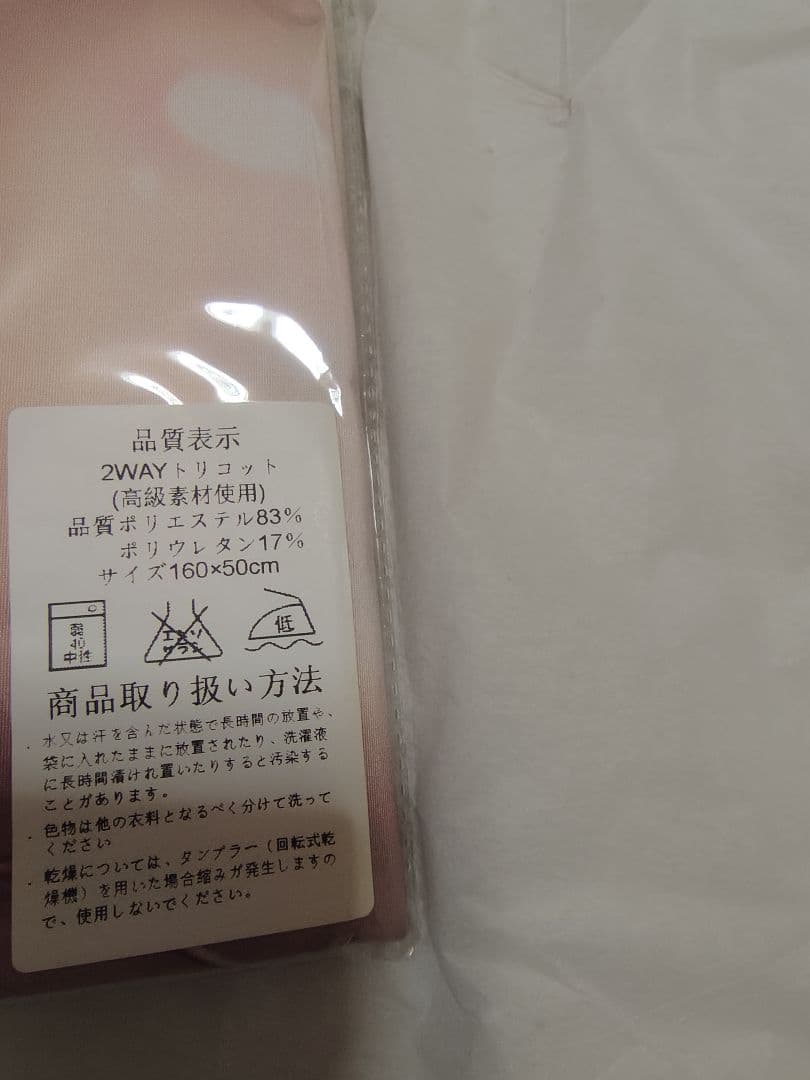 品質表示
2WAYトリコット
(高級素材使用)
品質ポリエステル83%
ポリウレタン17%
サイズ160×50cm
弱
40
中性
低
商品取り扱い方法
・水又は汗を含んだ状態で長時間の放置や、
袋に入れたままに放置されたり、洗濯液
に長時間漬けれ置いたりすると汚染する
ことがあります。
・色物は他の衣料となるべく分けて洗って
ください
・乾燥については、タンブラー(回転式乾
燥機)を用いた場合縮みが発生しますの
で、使用しないでください。